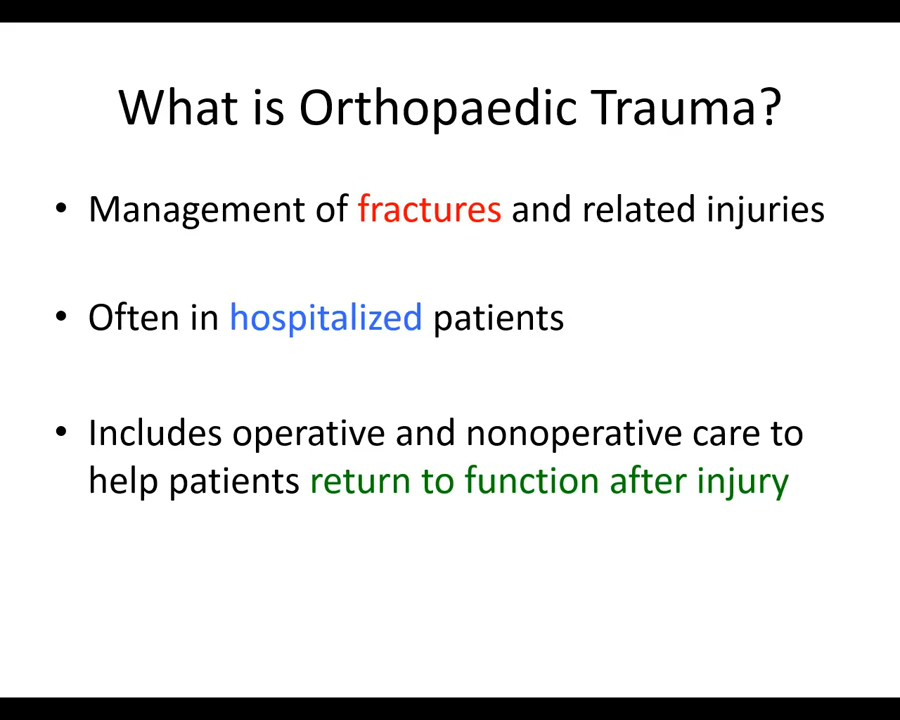 What is Orthopaedic Trauma?
• Management of fractures and related injuries
• Often in hospitalized patients
• Includes operative and nonoperative care to
help patients return to function after injury